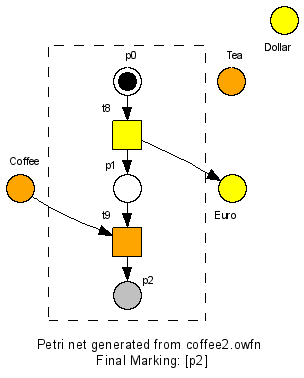 Dollar
p0
Tea
t8
p1
Coffee
Euro
t9
p2
Petri net generated from coffee2.owfn
Final Marking: [p2]